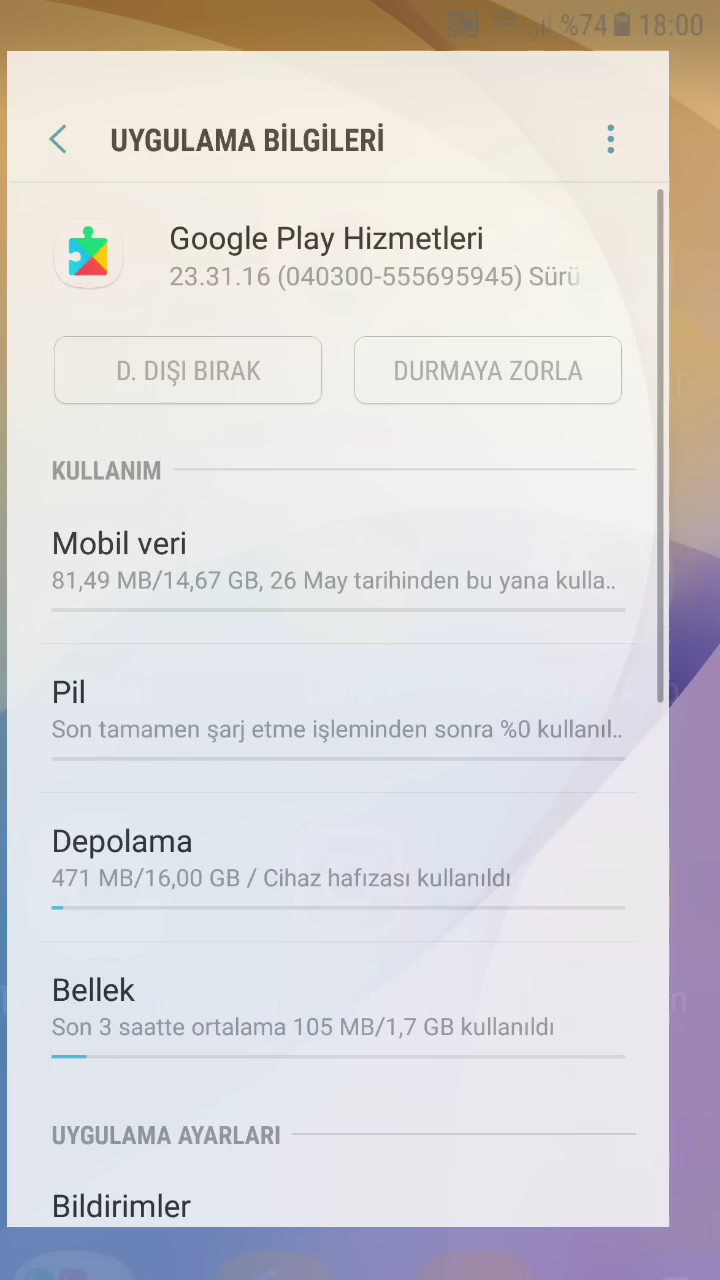 %74 18:00
UYGULAMA BİLGİLERİ
Google Play Hizmetleri
23.31.16 (040300-555695945) Sürü
D. DIŞI BIRAK
DURMAYA ZORLA
KULLANIM
Mobil veri
81,49 MB/14,67 GB, 26 May tarihinden bu yana kulla..
Pil
Son tamamen şarj etme işleminden sonra %0 kullanıl..
Depolama
471 MB/16,00 GB / Cihaz hafızası kullanıldı
Bellek
Son 3 saatte ortalama 105 MB/1,7 GB kullanıldı
UYGULAMA AYARLARI
Bildirimler